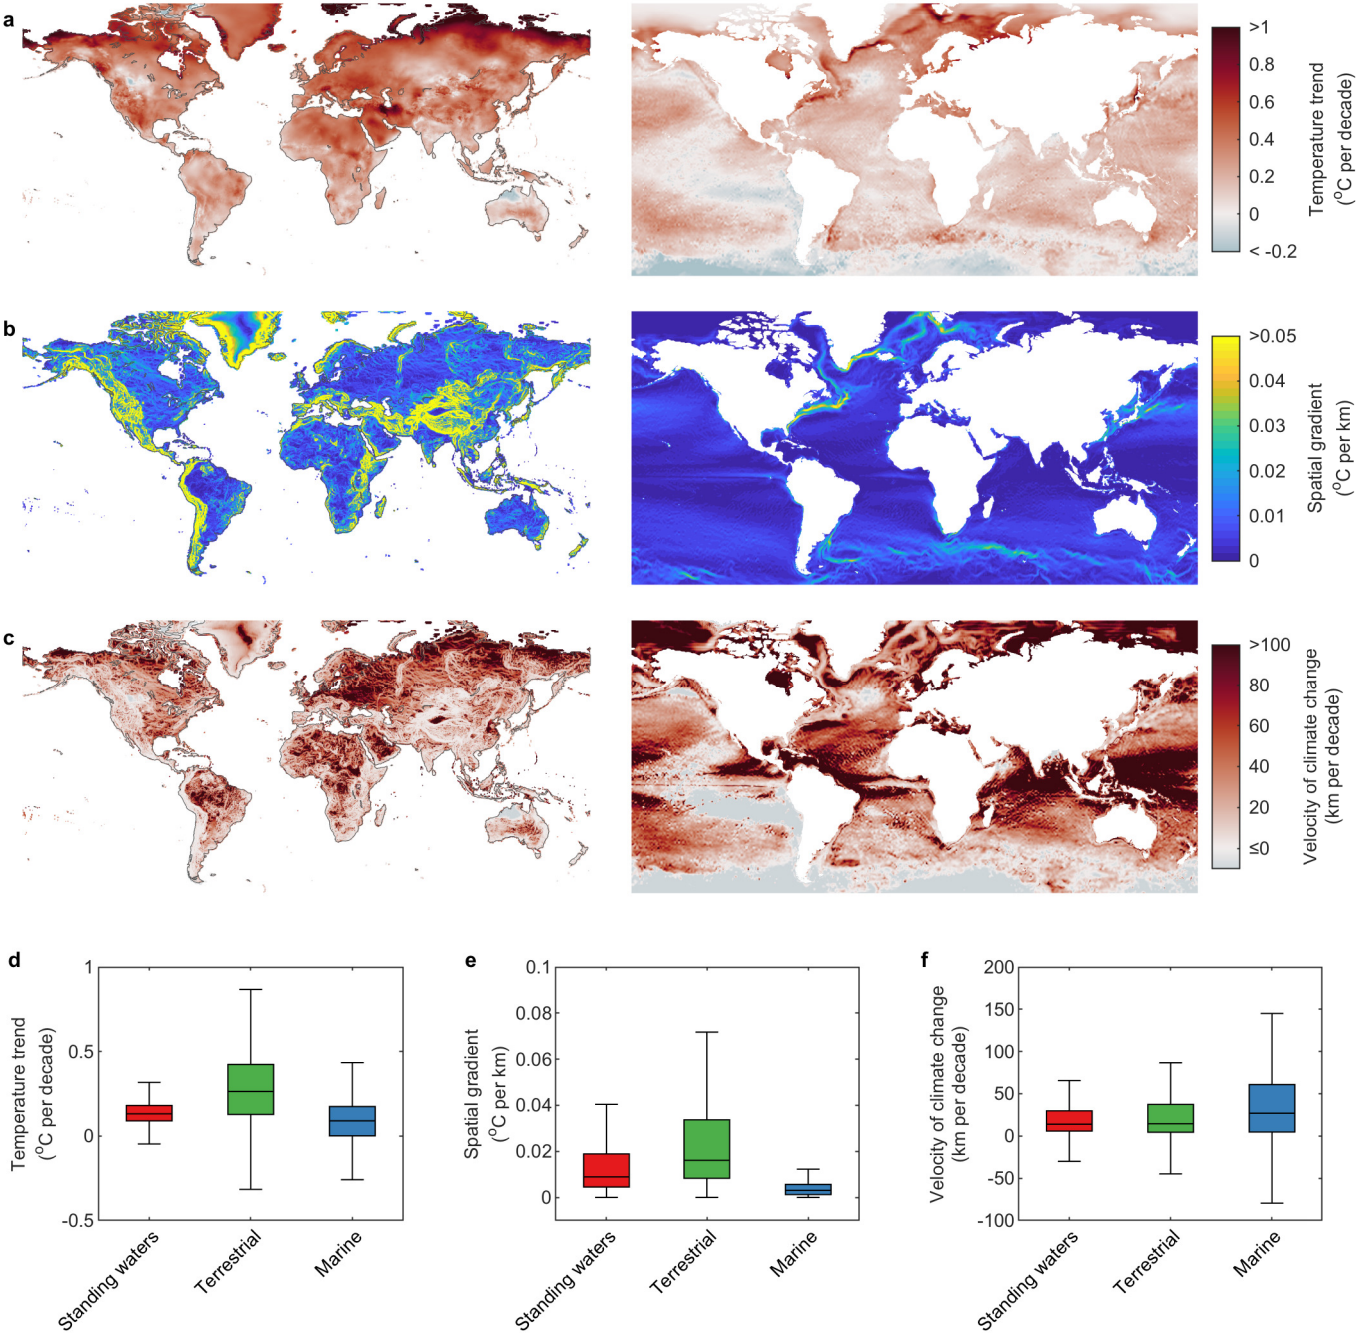 a
>1
0.8
0.6
0.4
0.2
0
< -0.2
Temperature trend
(°C per decade)
b
>0.05
0.04
0.03
0.02
0.01
0
Spatial gradient
(°C per km)
c
>100
80
60
40
20
≤0
Velocity of climate change
(km per decade)
d
1
0.5
0
-0.5
Temperature trend
(°C per decade)
Standing waters
Terrestrial
Marine
e
0.1
0.08
0.06
0.04
0.02
0
Spatial gradient
(°C per km)
Standing waters
Terrestrial
Marine
f
200
150
100
50
0
-50
-100
Velocity of climate change
(km per decade)
Standing waters
Terrestrial
Marine